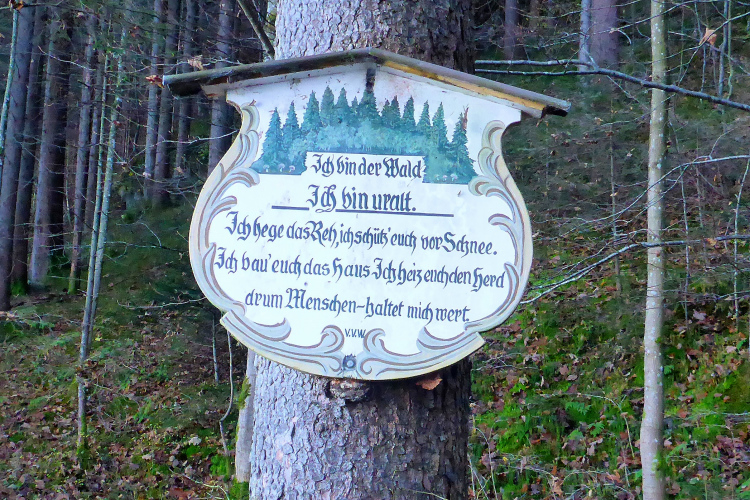 Ich bin der Wald
Ich bin uralt.
Ich hege das Reh, ich schütz' euch vor Schnee.
Ich bau' euch das Haus Ich heiz euch den Herd
drum Menschen-haltet mich wert.
V.V.W.